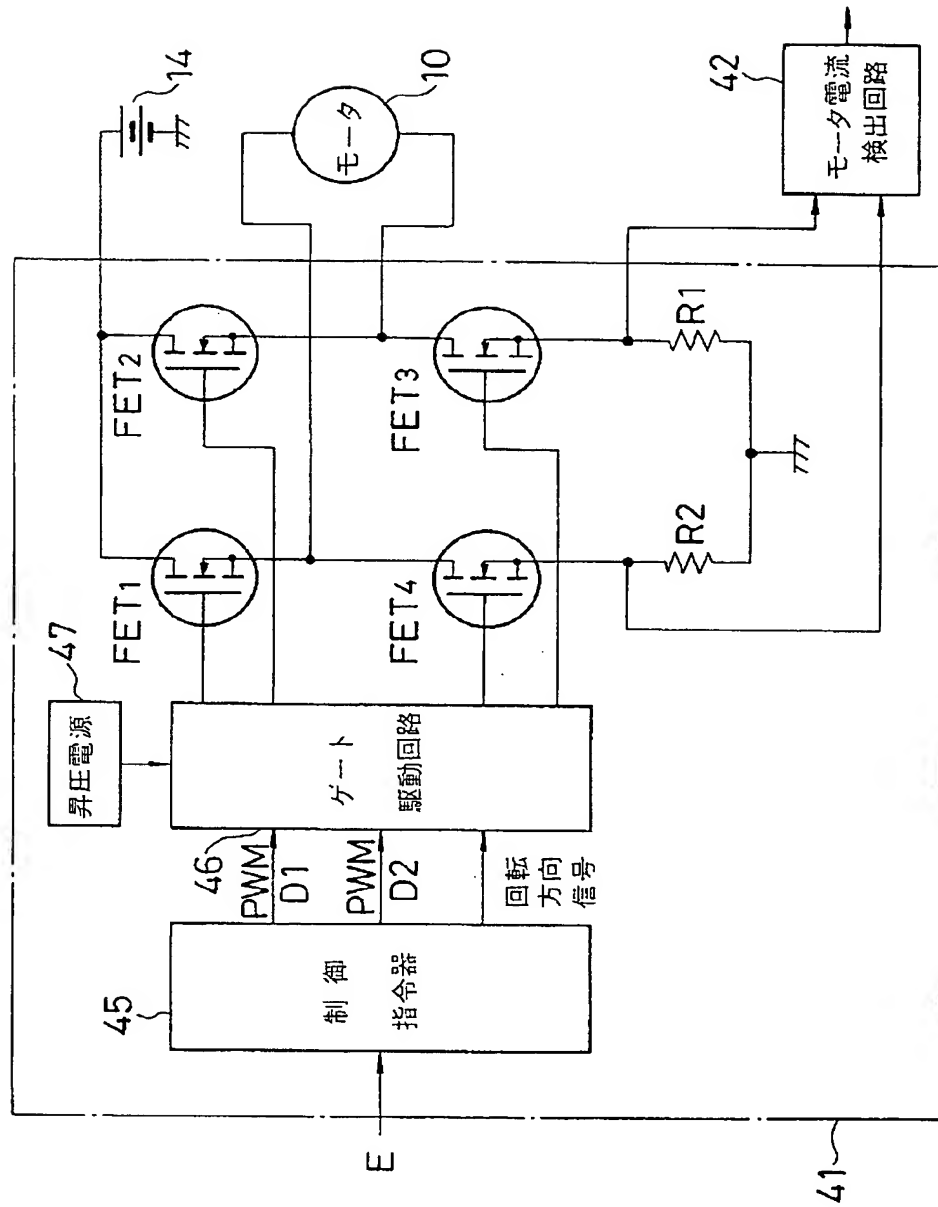 41
E
45
制御
指令器
PWM
D1
PWM
D2
回転
方向
信号
46
47
昇圧電源
ゲート
駆動回路
FET1
FET2
FET4
FET3
R2
R1
14
10
モータ
42
モータ電流
検出回路